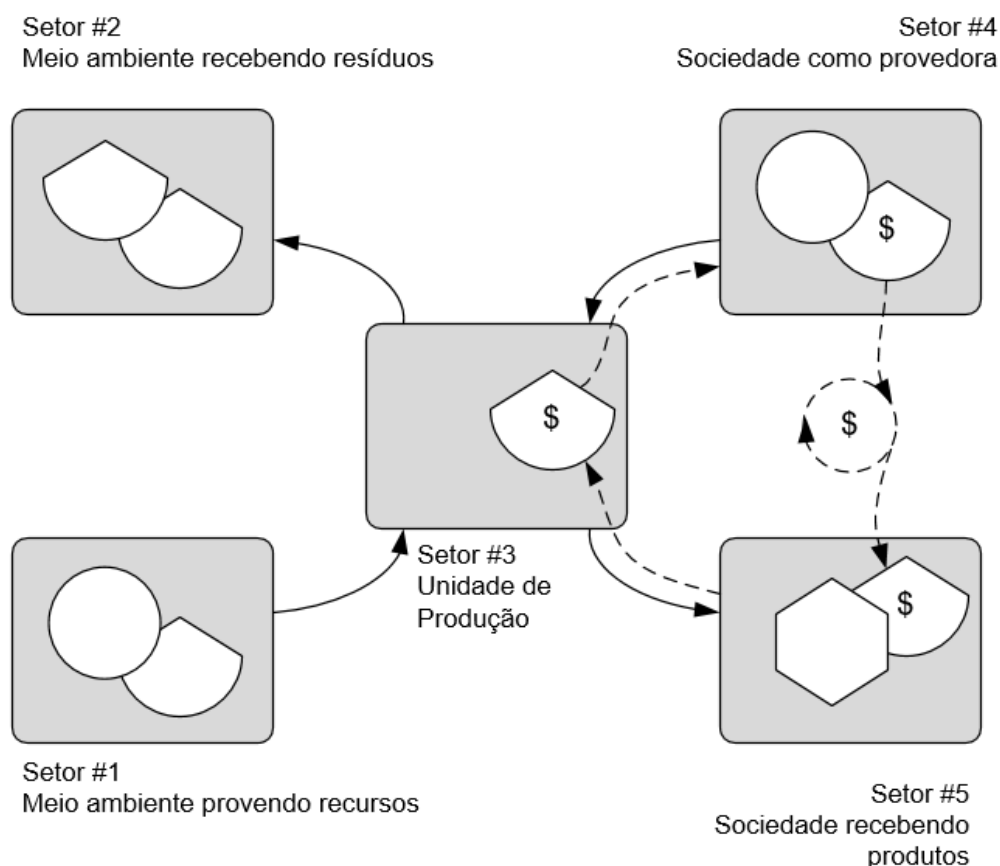 Setor #2
Meio ambiente recebendo resíduos
Setor #4
Sociedade como provedora
$
$
$
Setor #3
Unidade de
Produção
$
Setor #1
Meio ambiente provendo recursos
Setor #5
Sociedade recebendo
produtos